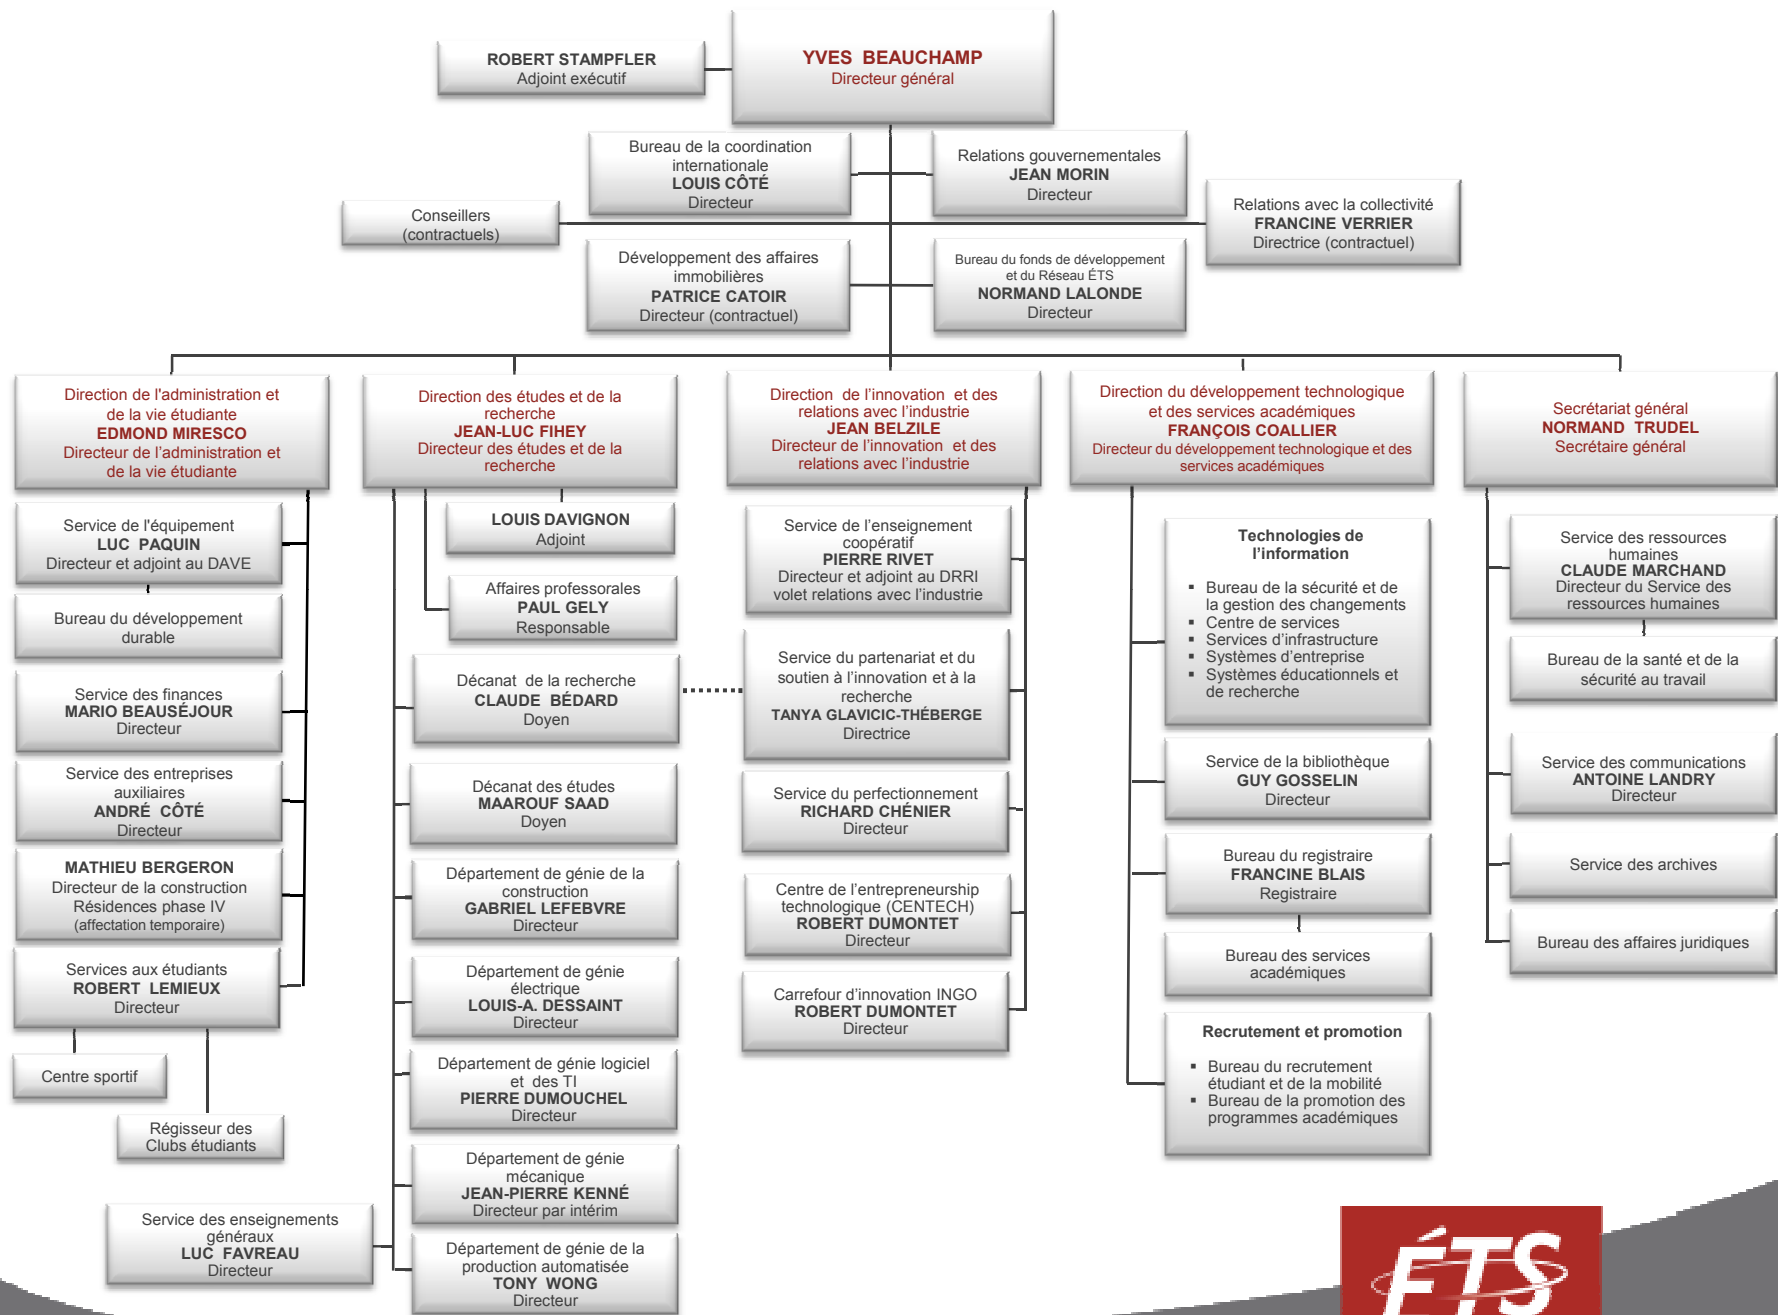 ROBERT STAMPFLER
Adjoint exécutif
YVES BEAUCHAMP
Directeur général
Bureau de la coordination
internationale
LOUIS CÔTÉ
Directeur
Relations gouvernementales
JEAN MORIN
Directeur
Conseillers
(contractuels)
Relations avec la collectivité
FRANCINE VERRIER
Directrice (contractuel)
Développement des affaires
immobilières
PATRICE CATOIR
Directeur (contractuel)
Bureau du fonds de développement
et du Réseau ÉTS
NORMAND LALONDE
Directeur
Direction de l'administration et
de la vie étudiante
EDMOND MIRESCO
Directeur de l'administration et
de la vie étudiante
Service de l'équipement
LUC PAQUIN
Directeur et adjoint au DAVE
Bureau du développement
durable
Service des finances
MARIO BEAUSÉJOUR
Directeur
Service des entreprises
auxiliaires
ANDRÉ CÔTÉ
Directeur
MATHIEU BERGERON
Directeur de la construction
Résidences phase IV
(affectation temporaire)
Services aux étudiants
ROBERT LEMIEUX
Directeur
Centre sportif
Régisseur des
Clubs étudiants
Direction des études et de la
recherche
JEAN-LUC FIHEY
Directeur des études et de la
recherche
LOUIS DAVIGNON
Adjoint
Affaires professorales
PAUL GELY
Responsable
Décanat de la recherche
CLAUDE BÉDARD
Doyen
Décanat des études
MAAROUF SAAD
Doyen
Département de génie de la
construction
GABRIEL LEFEBVRE
Directeur
Département de génie
électrique
LOUIS-A. DESSAINT
Directeur
Département de génie logiciel
et des TI
PIERRE DUMOUCHEL
Directeur
Département de génie
mécanique
JEAN-PIERRE KENNÉ
Directeur par intérim
Service des enseignements
généraux
LUC FAVREAU
Directeur
Département de génie de la
production automatisée
TONY WONG
Directeur
Direction de l’innovation et des
relations avec l’industrie
JEAN BELZILE
Directeur de l’innovation et des
relations avec l’industrie
Service de l’enseignement
coopératif
PIERRE RIVET
Directeur et adjoint au DRRI
volet relations avec l’industrie
Service du partenariat et du
soutien à l’innovation et à la
recherche
TANYA GLAVICIC-THÉBERGE
Directrice
Service du perfectionnement
RICHARD CHÉNIER
Directeur
Centre de l’entrepreneurship
technologique (CENTECH)
ROBERT DUMONTET
Directeur
Carrefour d’innovation INGO
ROBERT DUMONTET
Directeur
Direction du développement technologique
et des services académiques
FRANÇOIS COALLIER
Directeur du développement technologique et des
services académiques
Technologies de
l’information
▪ Bureau de la sécurité et de
la gestion des changements
▪ Centre de services
▪ Services d’infrastructure
▪ Systèmes d’entreprise
▪ Systèmes éducationnels et
de recherche
Service de la bibliothèque
GUY GOSSELIN
Directeur
Bureau du registraire
FRANCINE BLAIS
Registraire
Bureau des services
académiques
Recrutement et promotion
▪ Bureau du recrutement
étudiant et de la mobilité
▪ Bureau de la promotion des
programmes académiques
Secrétariat général
NORMAND TRUDEL
Secrétaire général
Service des ressources
humaines
CLAUDE MARCHAND
Directeur du Service des
ressources humaines
Bureau de la santé et de la
sécurité au travail
Service des communications
ANTOINE LANDRY
Directeur
Service des archives
Bureau des affaires juridiques
ÉTS